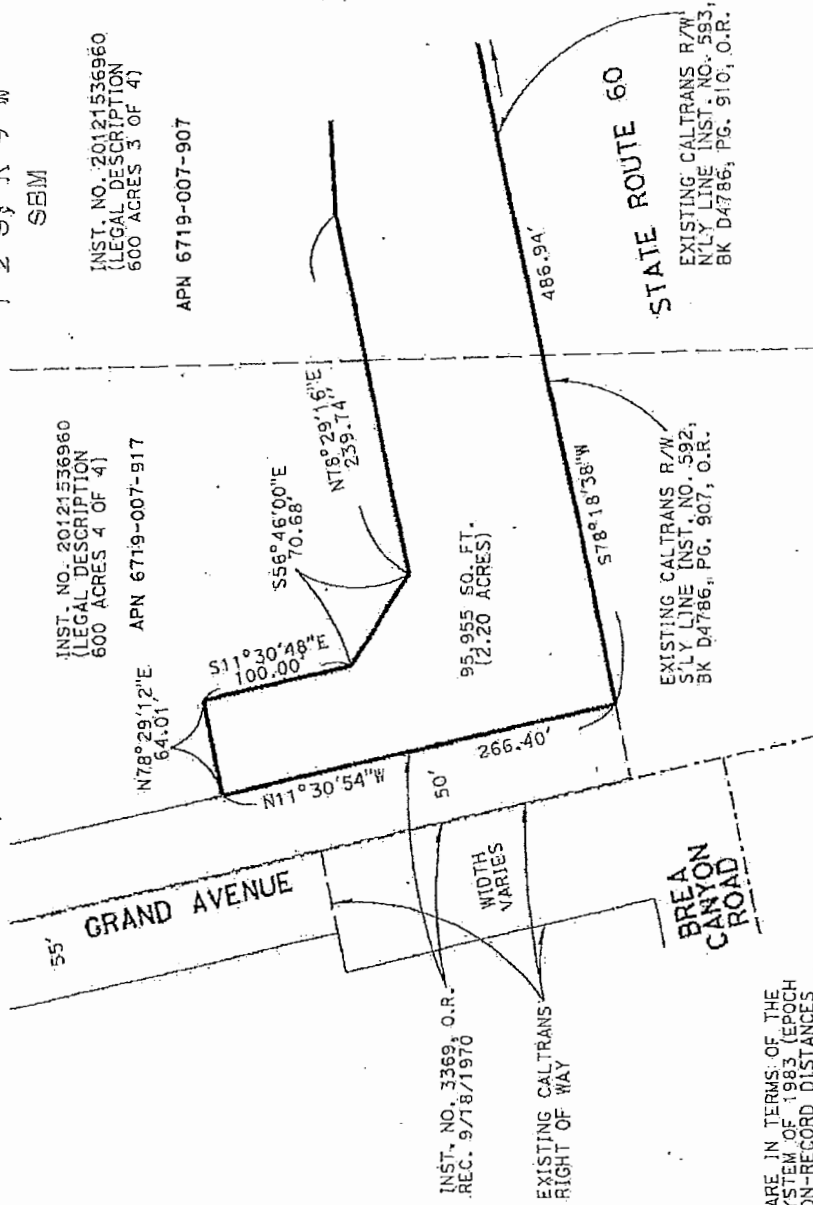 SBM
INST. NO. 20121536960
(LEGAL DESCRIPTION
600 ACRES 3 OF 4)
APN 6719-007-907
INST. NO. 20121536960
(LEGAL DESCRIPTION
600 ACRES 4 OF 4)
APN 6719-007-917
N78°29'12"E
64.01'
S11°30'48"E
100.00'
S56°46'00"E
70.68'
N78°29'16"E
239.74'
N11°30'54"W
266.40'
50'
95,955 SQ. FT.
(2.20 ACRES)
486.94'
S78°18'38"W
STATE ROUTE 60
EXISTING CALTRANS R/W
N'LY LINE INST. NO. 593,
BK D4786, PG. 910, O.R.
EXISTING CALTRANS R/W
S'LY LINE INST. NO. 592,
BK D4786, PG. 907, O.R.
55'
GRAND AVENUE
WIDTH
VARIES
BREA
CANYON
ROAD
INST. NO. 3369, O.R.
REC. 9/18/1970
EXISTING CALTRANS
RIGHT OF WAY
ARE IN TERMS OF THE
YSTEM OF 1983 (EPOCH
ON-RECORD DISTANCES